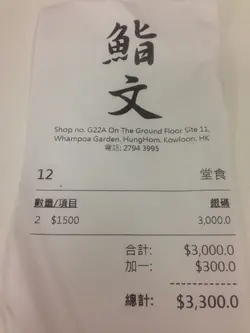 鮨
文
Shop no. G22A On The Ground Floor Site 11,
Whampoa Garden, HungHom, Kowloon, HK
電話: 2794 3995
12 堂食
數量/項目 銀碼
2 $1500 3,000.0
合計: $3,000.0
加一: $300.0
總計: $3,300.0